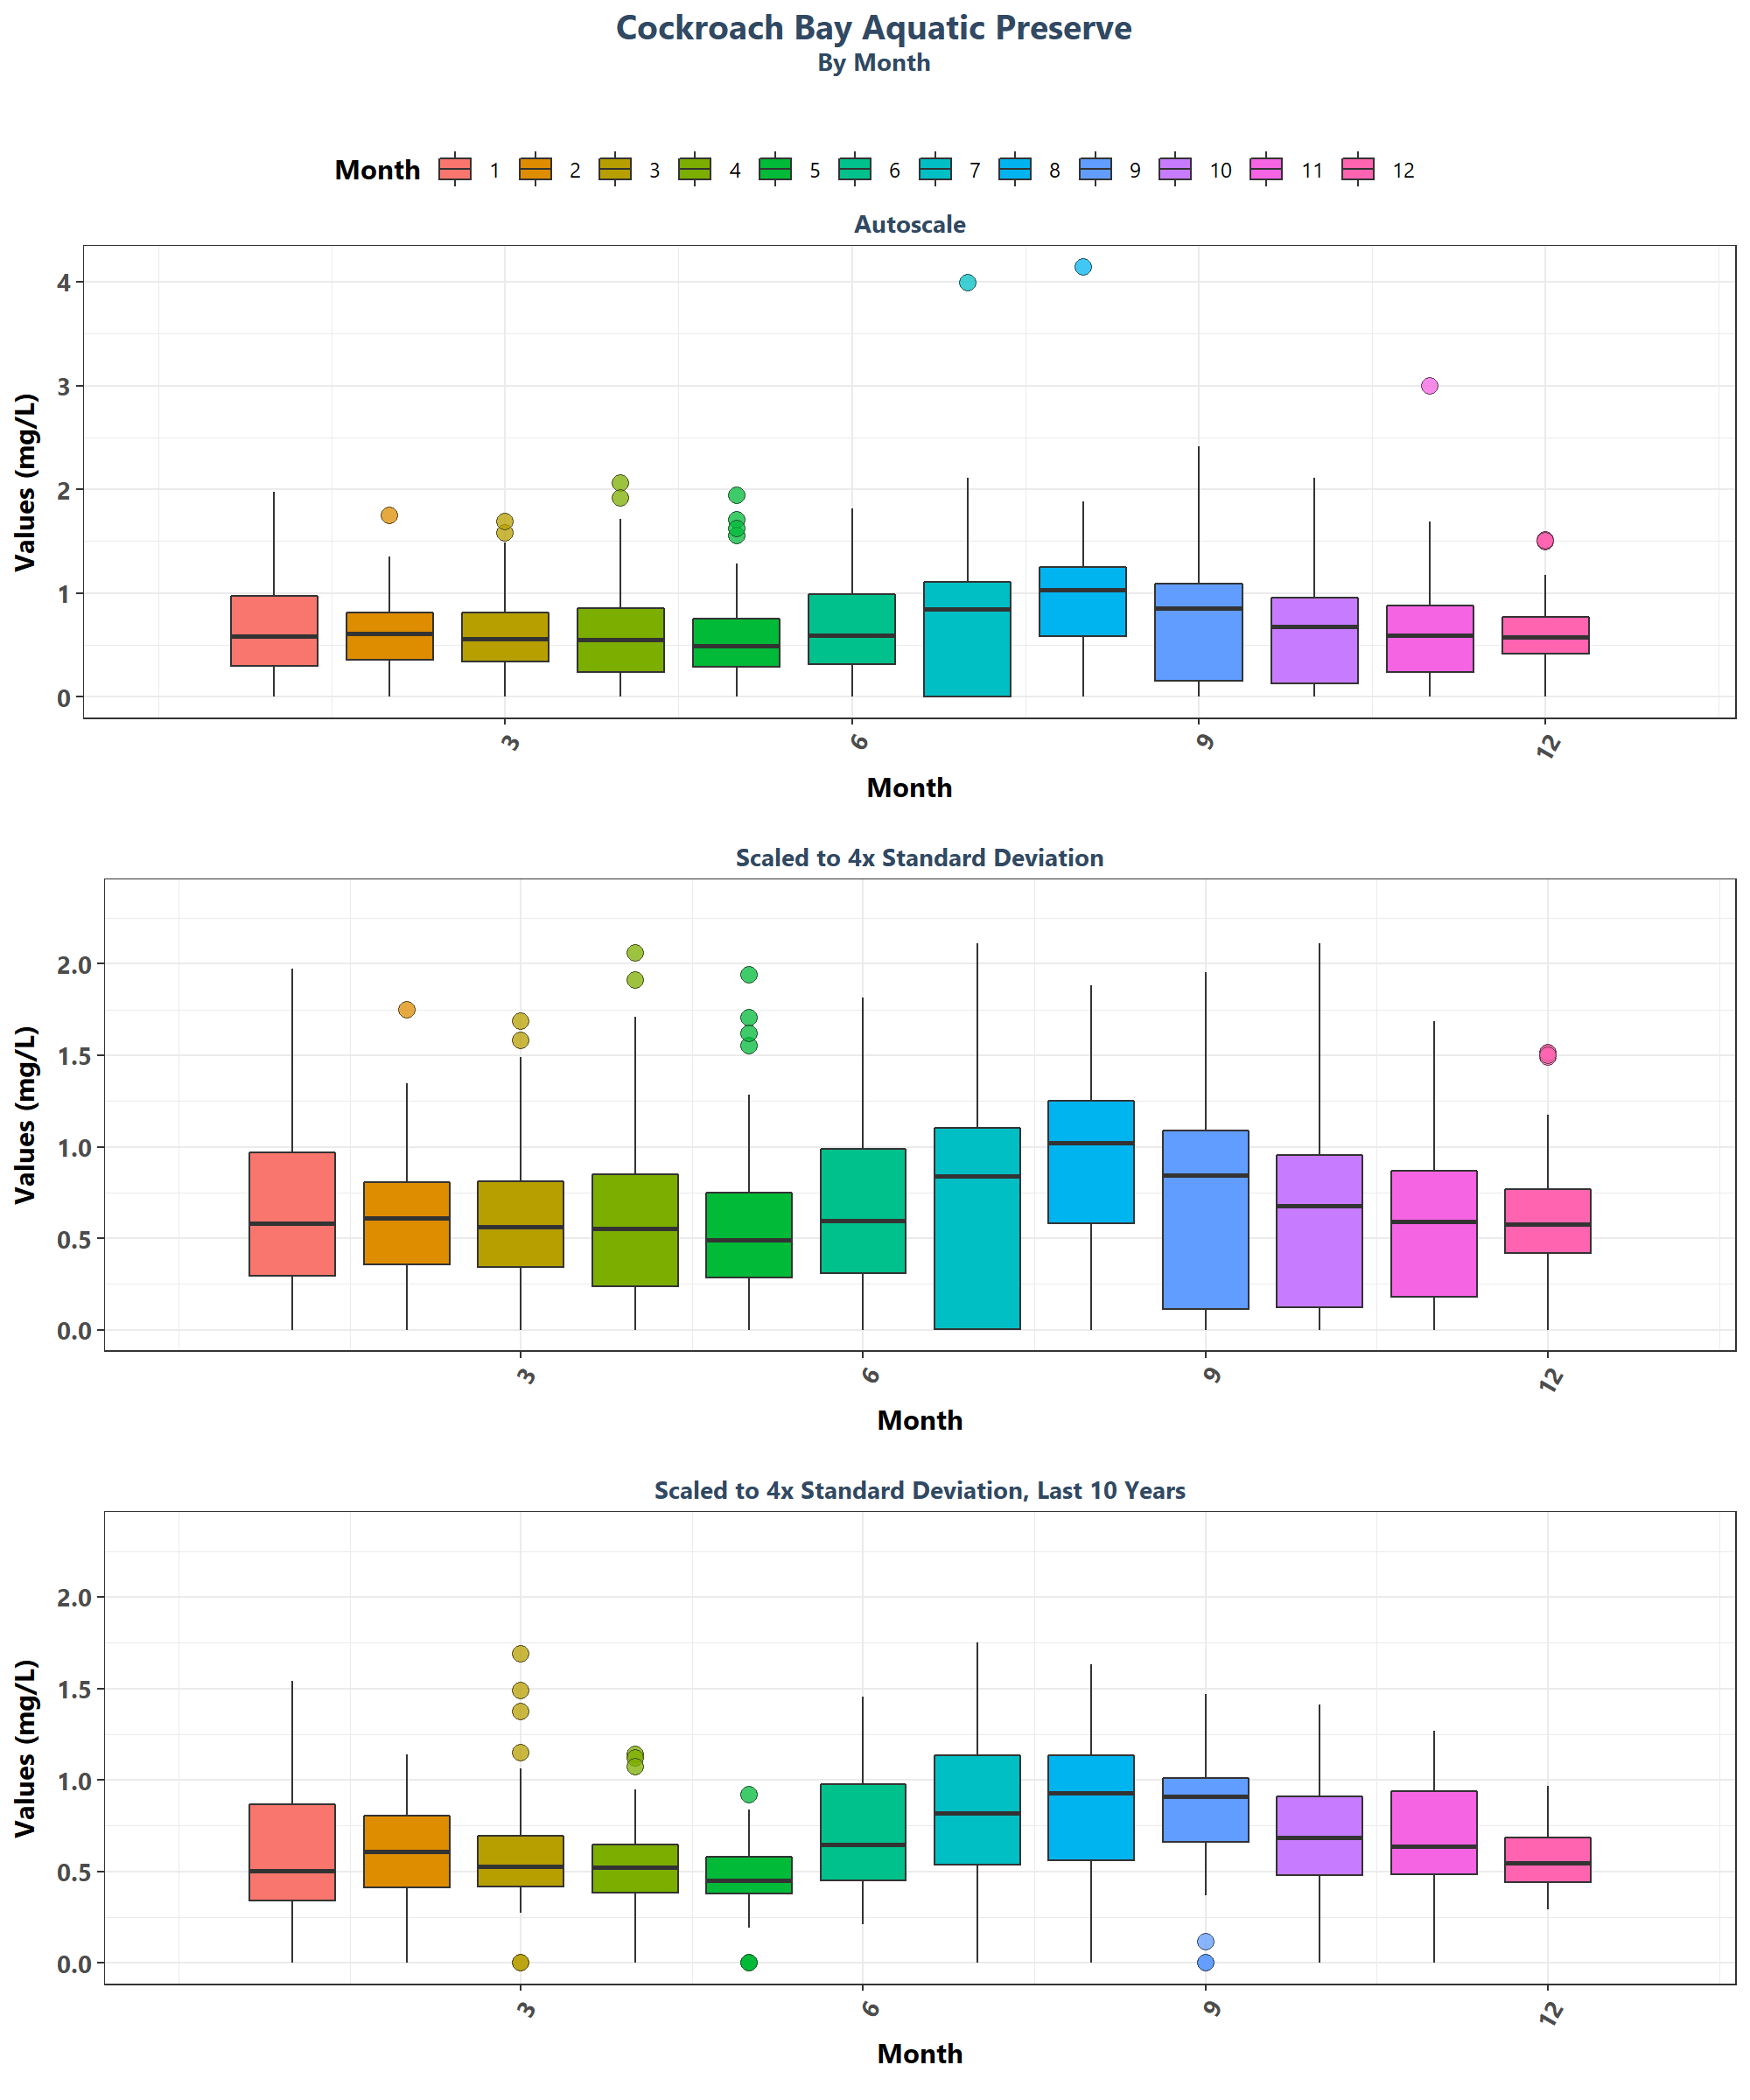 Cockroach Bay Aquatic Preserve
By Month
Month 1 2 3 4 5 6 7 8 9 10 11 12
Autoscale
Values (mg/L)
4
3
2
1
0
3 6 9 12
Month
Scaled to 4x Standard Deviation
Values (mg/L)
2.0
1.5
1.0
0.5
0.0
3 6 9 12
Month
Scaled to 4x Standard Deviation, Last 10 Years
Values (mg/L)
2.0
1.5
1.0
0.5
0.0
3 6 9 12
Month